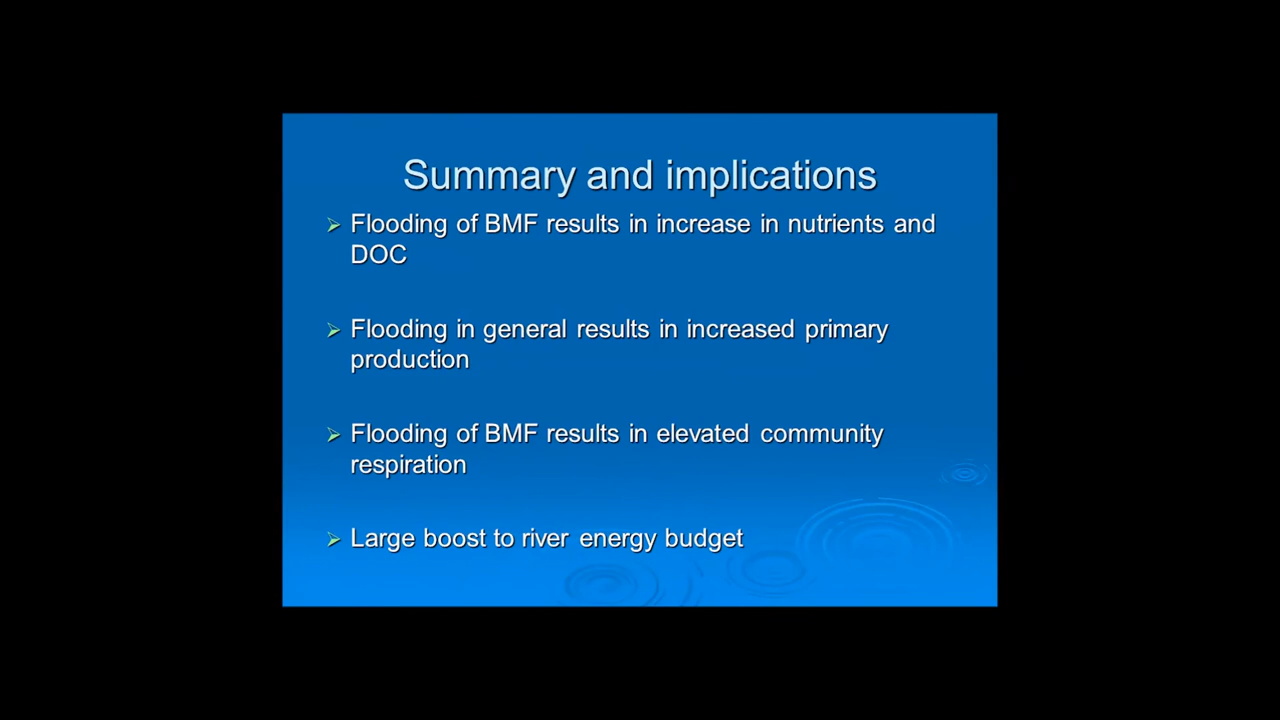 Summary and implications
Flooding of BMF results in increase in nutrients and
DOC
Flooding in general results in increased primary
production
Flooding of BMF results in elevated community
respiration
Large boost to river energy budget